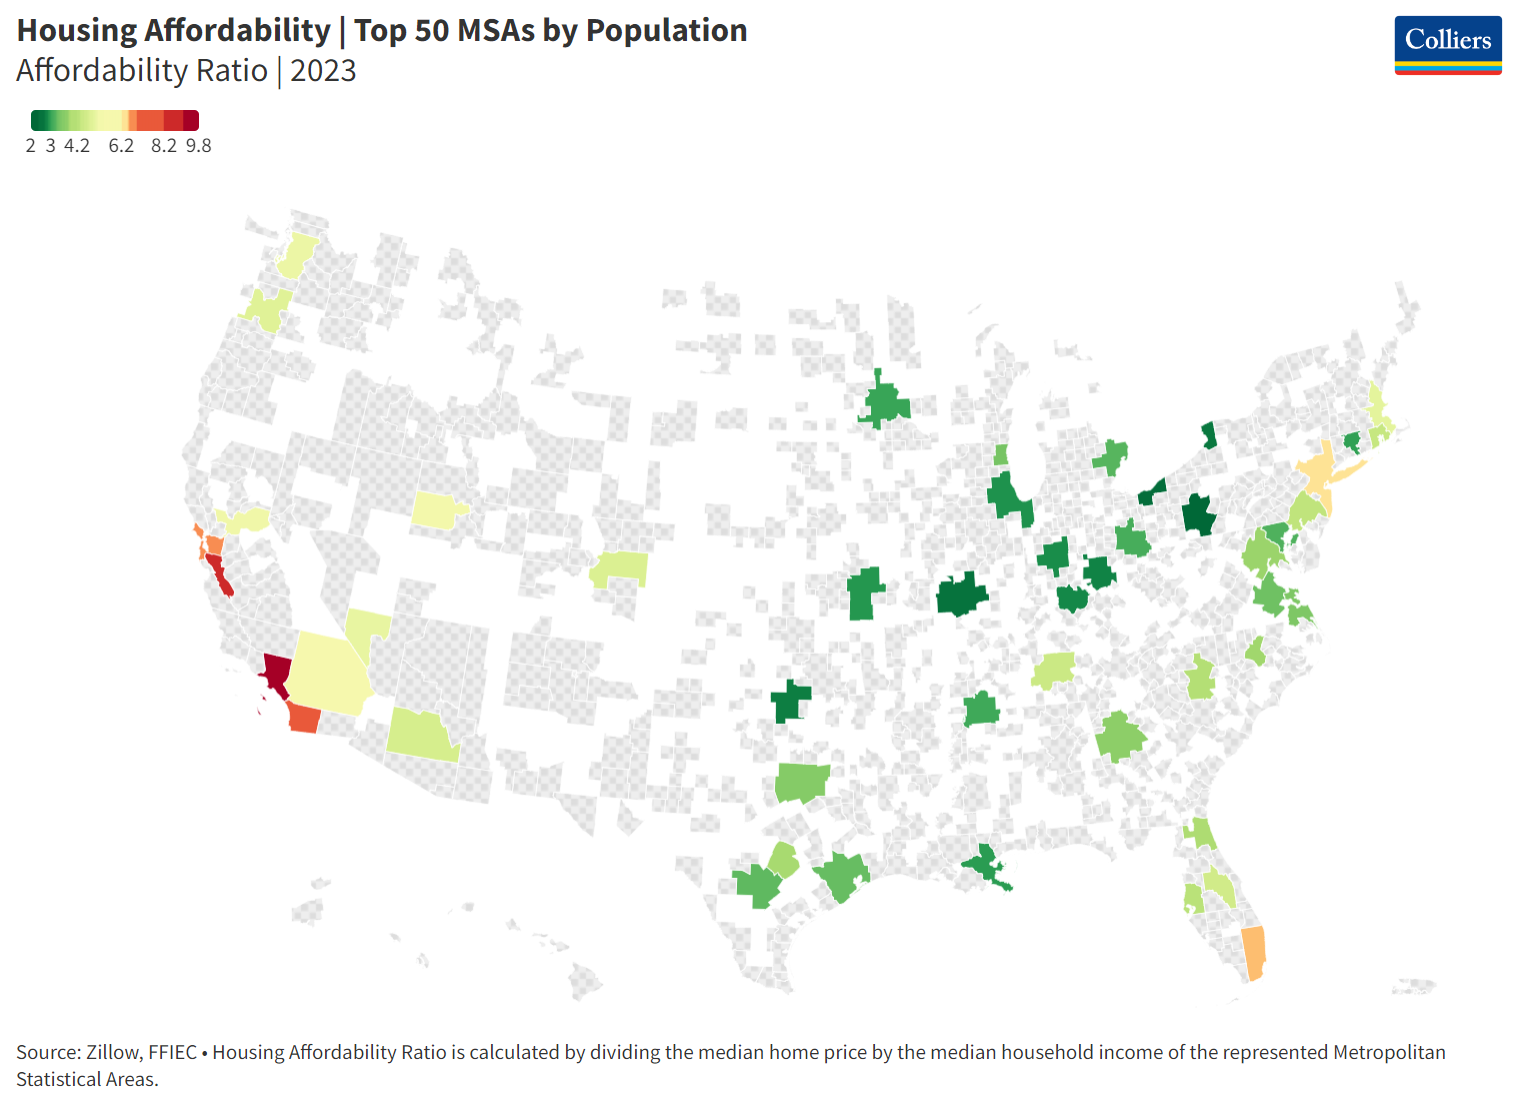 Housing Affordability | Top 50 MSAs by Population
Affordability Ratio | 2023
Colliers
2 3 4.2 6.2 8.2 9.8
Source: Zillow, FFIEC • Housing Affordability Ratio is calculated by dividing the median home price by the median household income of the represented Metropolitan
Statistical Areas.